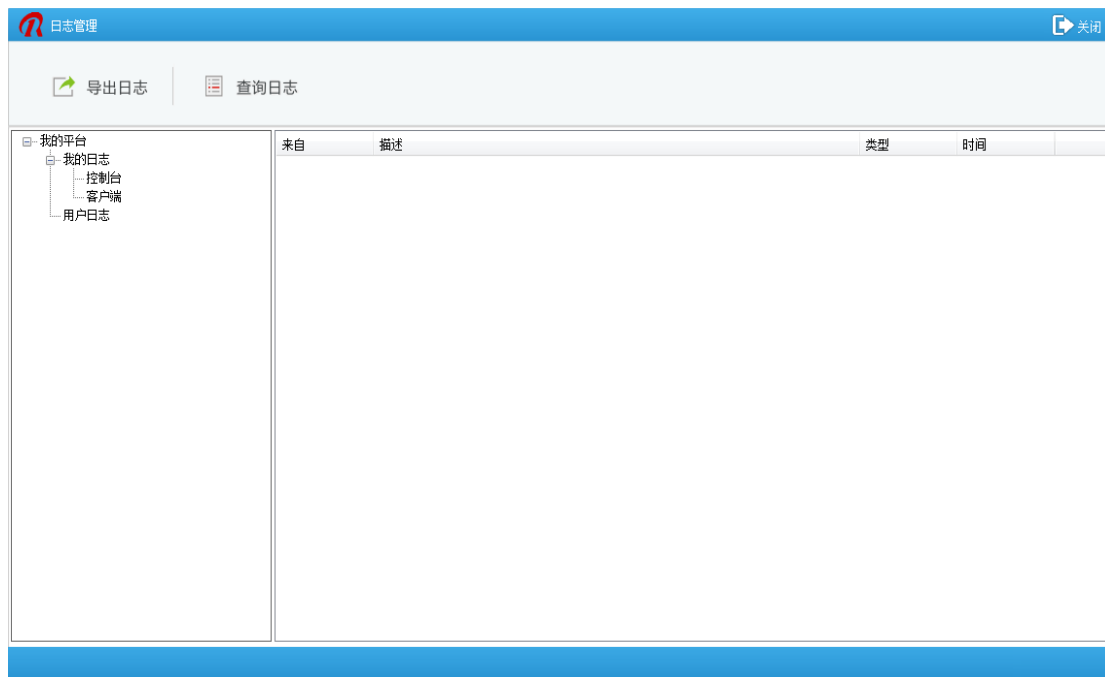 日志管理 关闭
导出日志 查询日志
我的平台
我的日志
控制台
客户端
用户日志
来自 描述 类型 时间